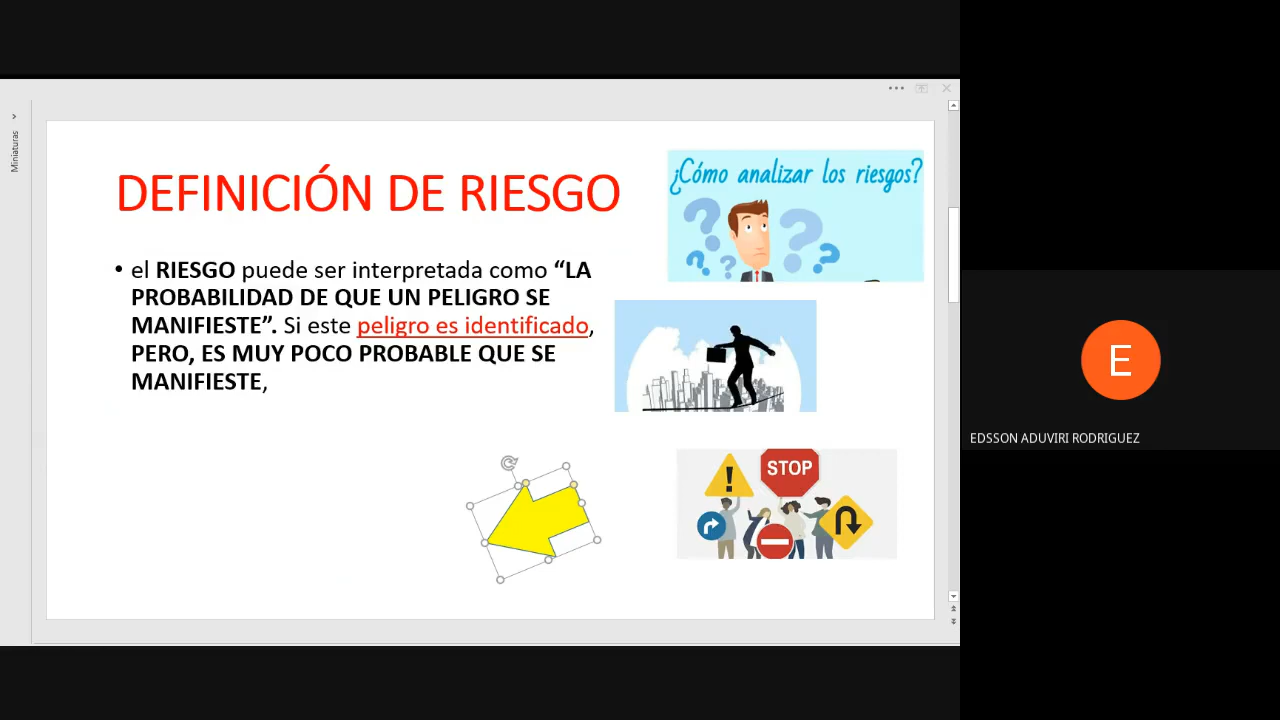 Miniaturas
DEFINICIÓN DE RIESGO
• el RIESGO puede ser interpretada como “LA
PROBABILIDAD DE QUE UN PELIGRO SE
MANIFIESTE”. Si este peligro es identificado,
PERO, ES MUY POCO PROBABLE QUE SE
MANIFIESTE,
¿Cómo analizar los riesgos?
STOP
E
EDSSON ADUVIRI RODRIGUEZ